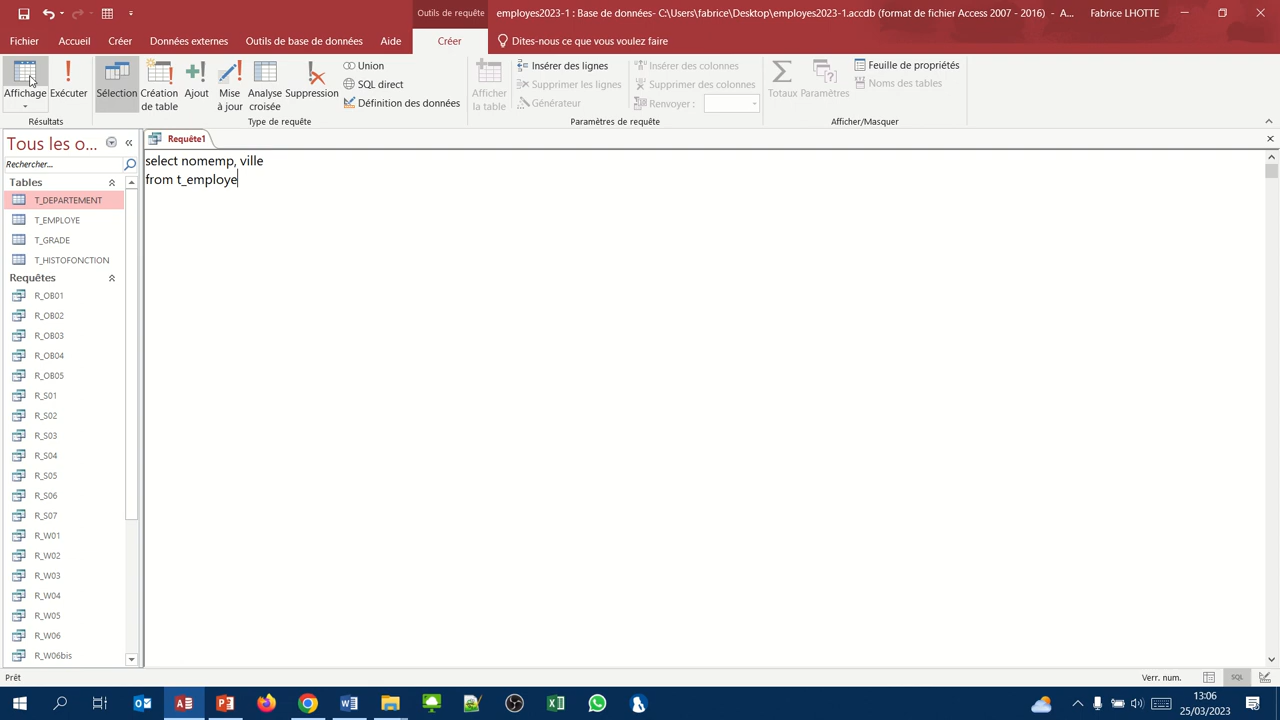 Outils de requête
employes2023-1 : Base de données- C:\Users\fabrice\Desktop\employes2023-1.accdb (format de fichier Access 2007 - 2016) - A...
Fabrice LHOTTE
Fichier
Accueil
Créer
Données externes
Outils de base de données
Aide
Créer
Dites-nous ce que vous voulez faire
Affichage
Exécuter
Sélection
Création
de table
Ajout
Mise
à jour
Analyse
croisée
Suppression
Union
SQL direct
Définition des données
Afficher
la table
Insérer des lignes
Supprimer les lignes
Générateur
Insérer des colonnes
Supprimer des colonnes
Renvoyer :
Totaux
Paramètres
Feuille de propriétés
Noms des tables
Résultats
Type de requête
Paramètres de requête
Afficher/Masquer
Tous les o...
Rechercher...
Tables
T_DEPARTEMENT
T_EMPLOYE
T_GRADE
T_HISTOFONCTION
Requêtes
R_OB01
R_OB02
R_OB03
R_OB04
R_OB05
R_S01
R_S02
R_S03
R_S04
R_S05
R_S06
R_S07
R_W01
R_W02
R_W03
R_W04
R_W05
R_W06
R_W06bis
Requête1
select nomemp, ville
from t_employe
Prêt
Verr. num.
SQL
13:06
25/03/2023